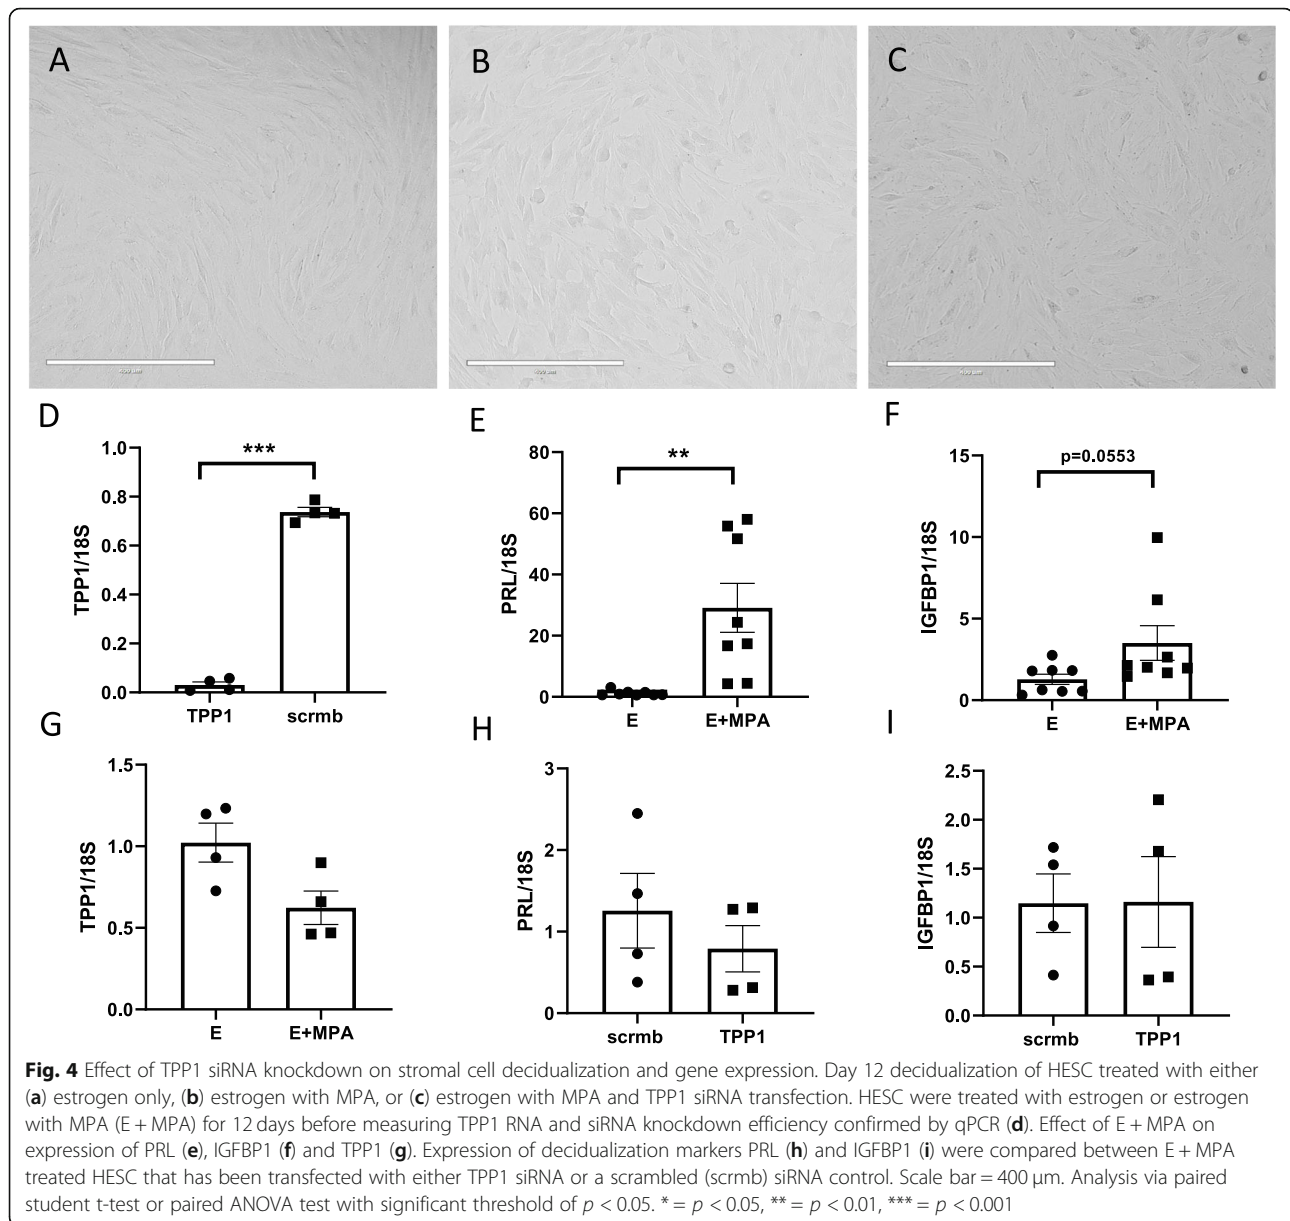 A
B
C
400 µm
400 µm
400 µm
D
TPP1/18S
1.0
0.8
0.6
0.4
0.2
0.0
***
TPP1
scrmb
E
PRL/18S
80
60
40
20
0
**
E
E+MPA
F
IGFBP1/18S
15
10
5
0
p=0.0553
E
E+MPA
G
TPP1/18S
1.5
1.0
0.5
0.0
E
E+MPA
H
PRL/18S
3
2
1
0
scrmb
TPP1
I
IGFBP1/18S
2.5
2.0
1.5
1.0
0.5
0.0
scrmb
TPP1
Fig. 4 Effect of TPP1 siRNA knockdown on stromal cell decidualization and gene expression. Day 12 decidualization of HESC treated with either
(a) estrogen only, (b) estrogen with MPA, or (c) estrogen with MPA and TPP1 siRNA transfection. HESC were treated with estrogen or estrogen
with MPA (E + MPA) for 12 days before measuring TPP1 RNA and siRNA knockdown efficiency confirmed by qPCR (d). Effect of E + MPA on
expression of PRL (e), IGFBP1 (f) and TPP1 (g). Expression of decidualization markers PRL (h) and IGFBP1 (i) were compared between E + MPA
treated HESC that has been transfected with either TPP1 siRNA or a scrambled (scrmb) siRNA control. Scale bar = 400 µm. Analysis via paired
student t-test or paired ANOVA test with significant threshold of p < 0.05. * = p < 0.05, ** = p < 0.01, *** = p < 0.001